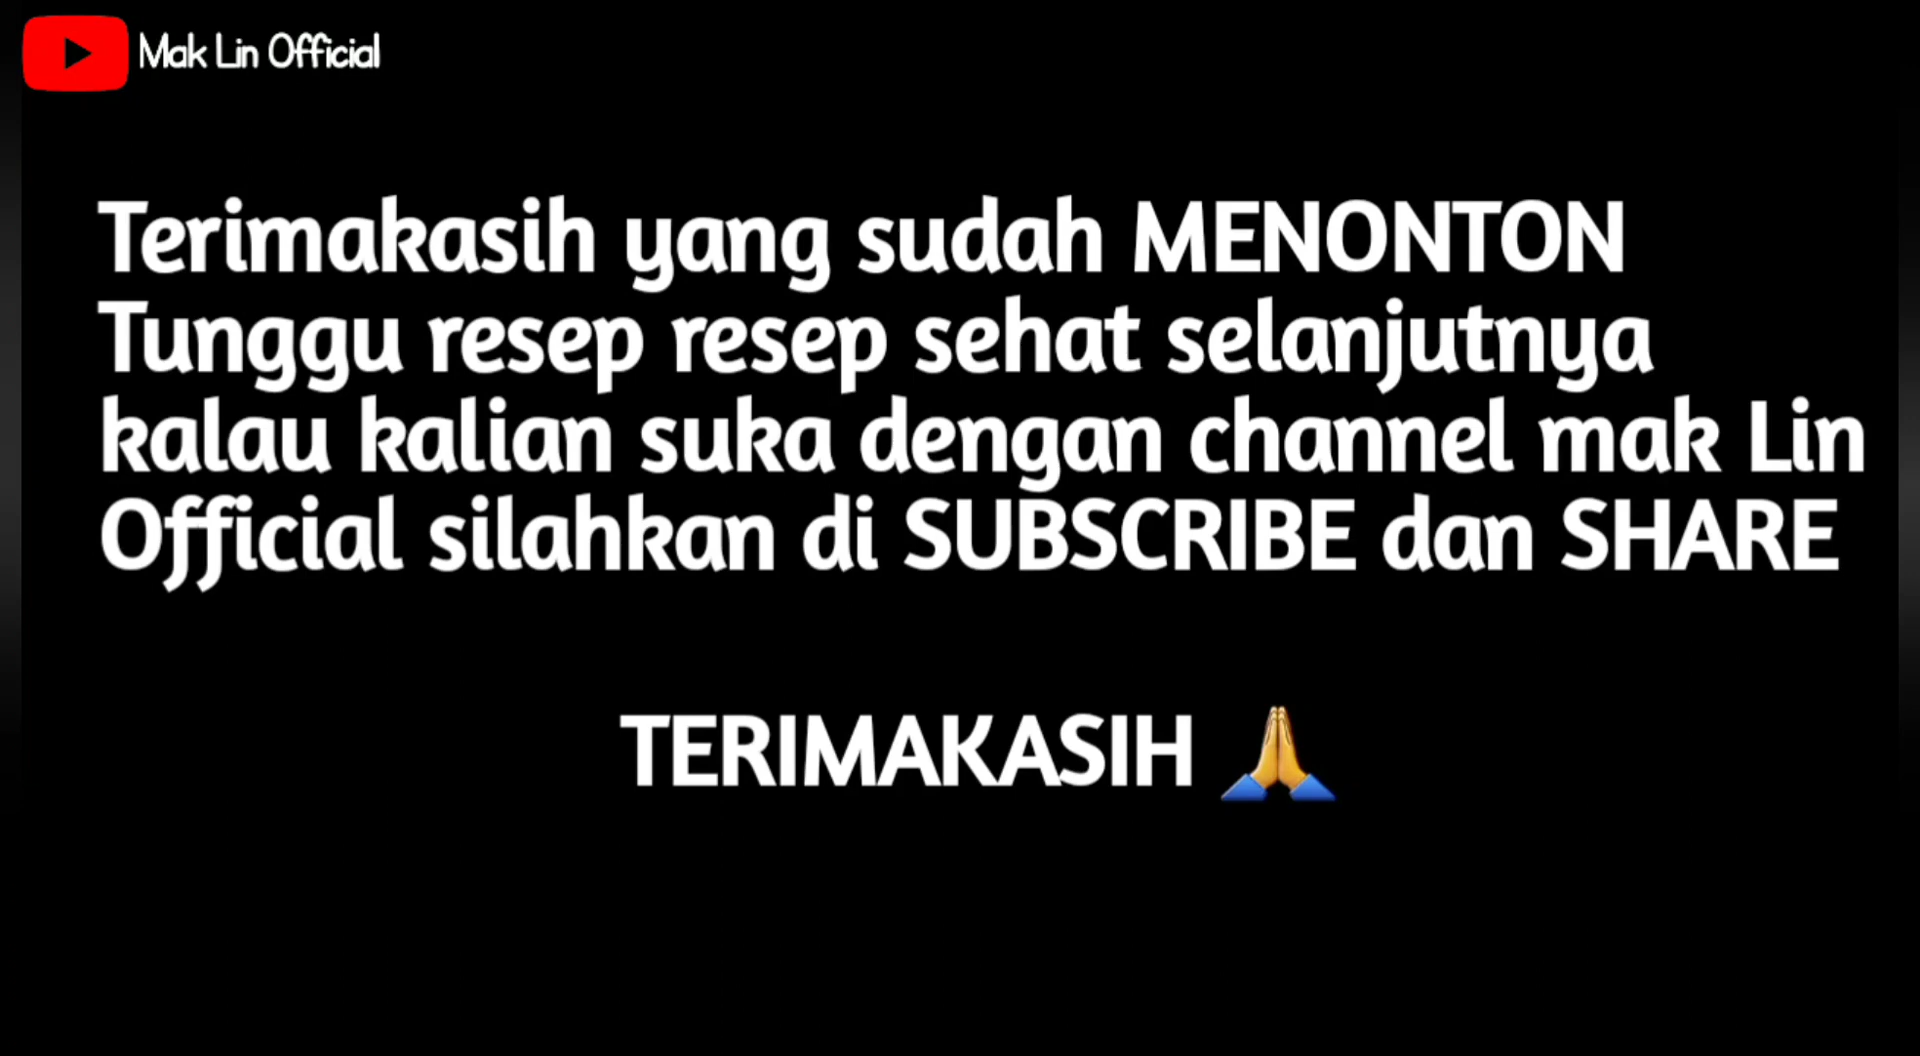 Mak Lin Official
Terimakasih yang sudah MENONTON
Tunggu resep resep sehat selanjutnya
kalau kalian suka dengan channel mak Lin
Official silahkan di SUBSCRIBE dan SHARE
TERIMAKASIH 🙏